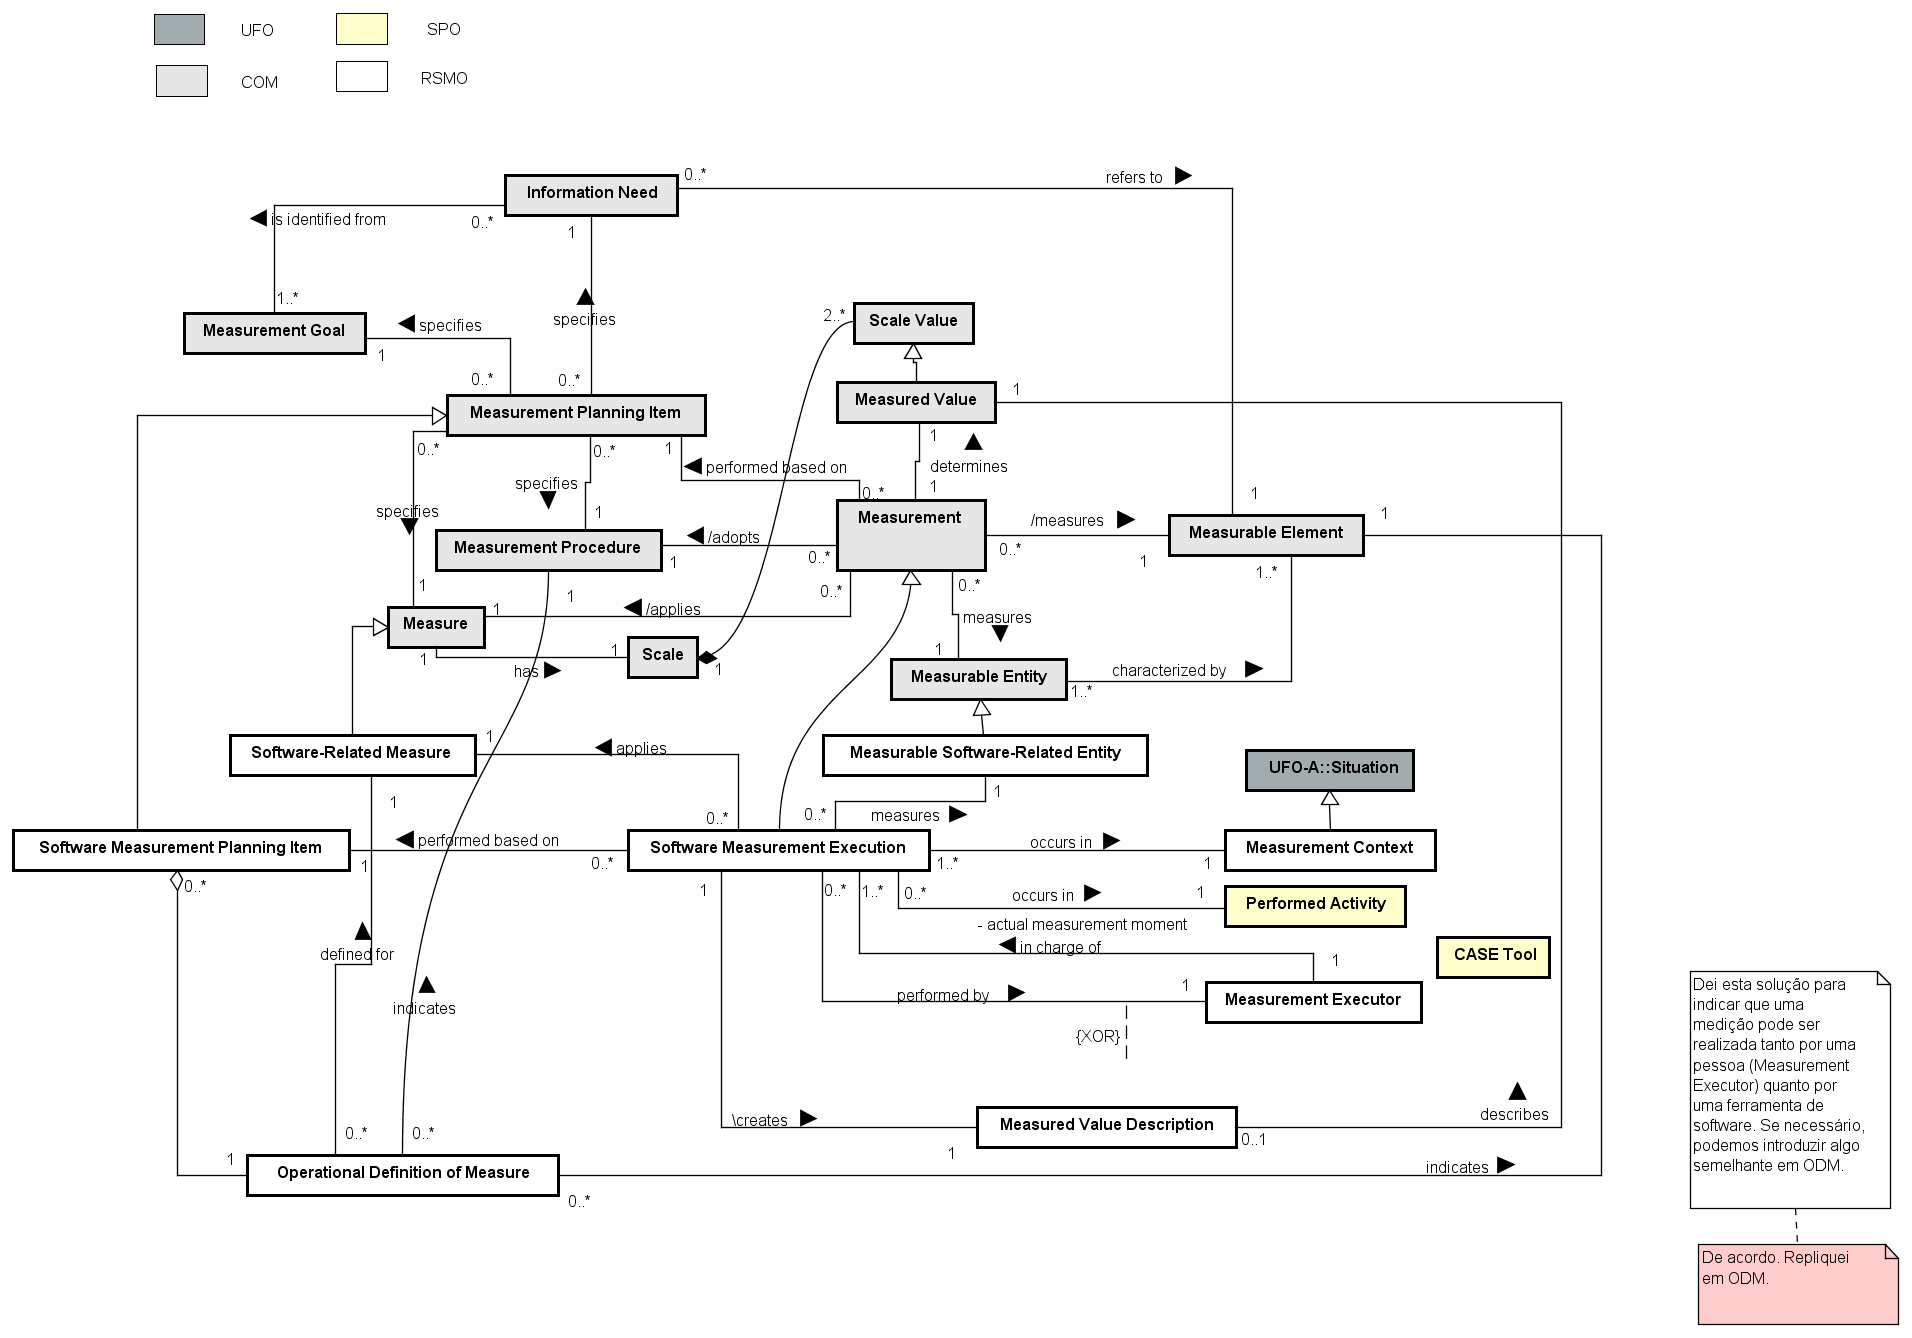 UFO
SPO
COM
RSMO
0..*
refers to
Information Need
is identified from
0..*
1
1..*
specifies
Measurement Goal
specifies
1
0..*
0..*
2..*
Scale Value
Measurement Planning Item
Measured Value
1
0..*
0..*
1
1
performed based on
determines
specifies
0..*
1
specifies
1
1
1
Measurement
/measures
Measurement Procedure
/adopts
1
0..*
0..*
1
Measurable Element
1..*
1
1
0..*
0..*
Measure
1
/applies
measures
1
has
1
Scale
1
1
Measurable Entity
characterized by
1..*
Software-Related Measure
1
applies
Measurable Software-Related Entity
UFO-A::Situation
1
1
0..*
0..*
measures
Software Measurement Planning Item
performed based on
1
0..*
Software Measurement Execution
1..*
occurs in
1
Measurement Context
0..*
1
0..*
1..*
0..*
occurs in
1
Performed Activity
- actual measurement moment
in charge of
1
CASE Tool
defined for
indicates
performed by
1
Measurement Executor
{XOR}
Dei esta solução para
indicar que uma
medição pode ser
realizada tanto por uma
pessoa (Measurement
Executor) quanto por
uma ferramenta de
software. Se necessário,
podemos introduzir algo
semelhante em ODM.
\creates
1
Measured Value Description
0..1
describes
0..*
0..*
1
Operational Definition of Measure
0..*
indicates
De acordo. Repliquei
em ODM.